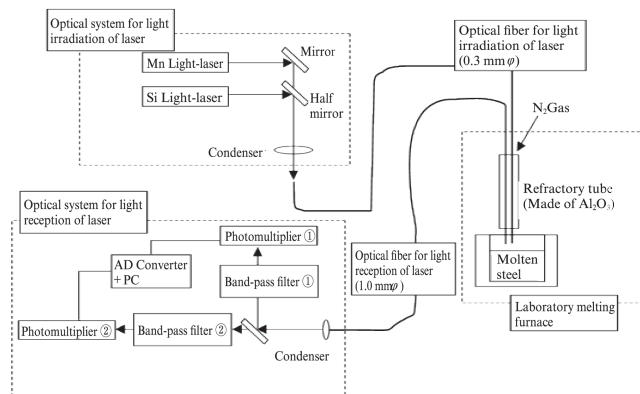 Optical system for light
irradiation of laser
Mn Light-laser
Mirror
Si Light-laser
Half
mirror
Condenser
Optical fiber for light
irradiation of laser
(0.3 mmφ)
N₂Gas
Refractory tube
(Made of Al₂O₃)
Molten
steel
Laboratory melting
furnace
Optical system for light
reception of laser
Photomultiplier ①
AD Converter
+ PC
Band-pass filter ①
Photomultiplier ②
Band-pass filter ②
Condenser
Optical fiber for light
reception of laser
(1.0 mmφ)